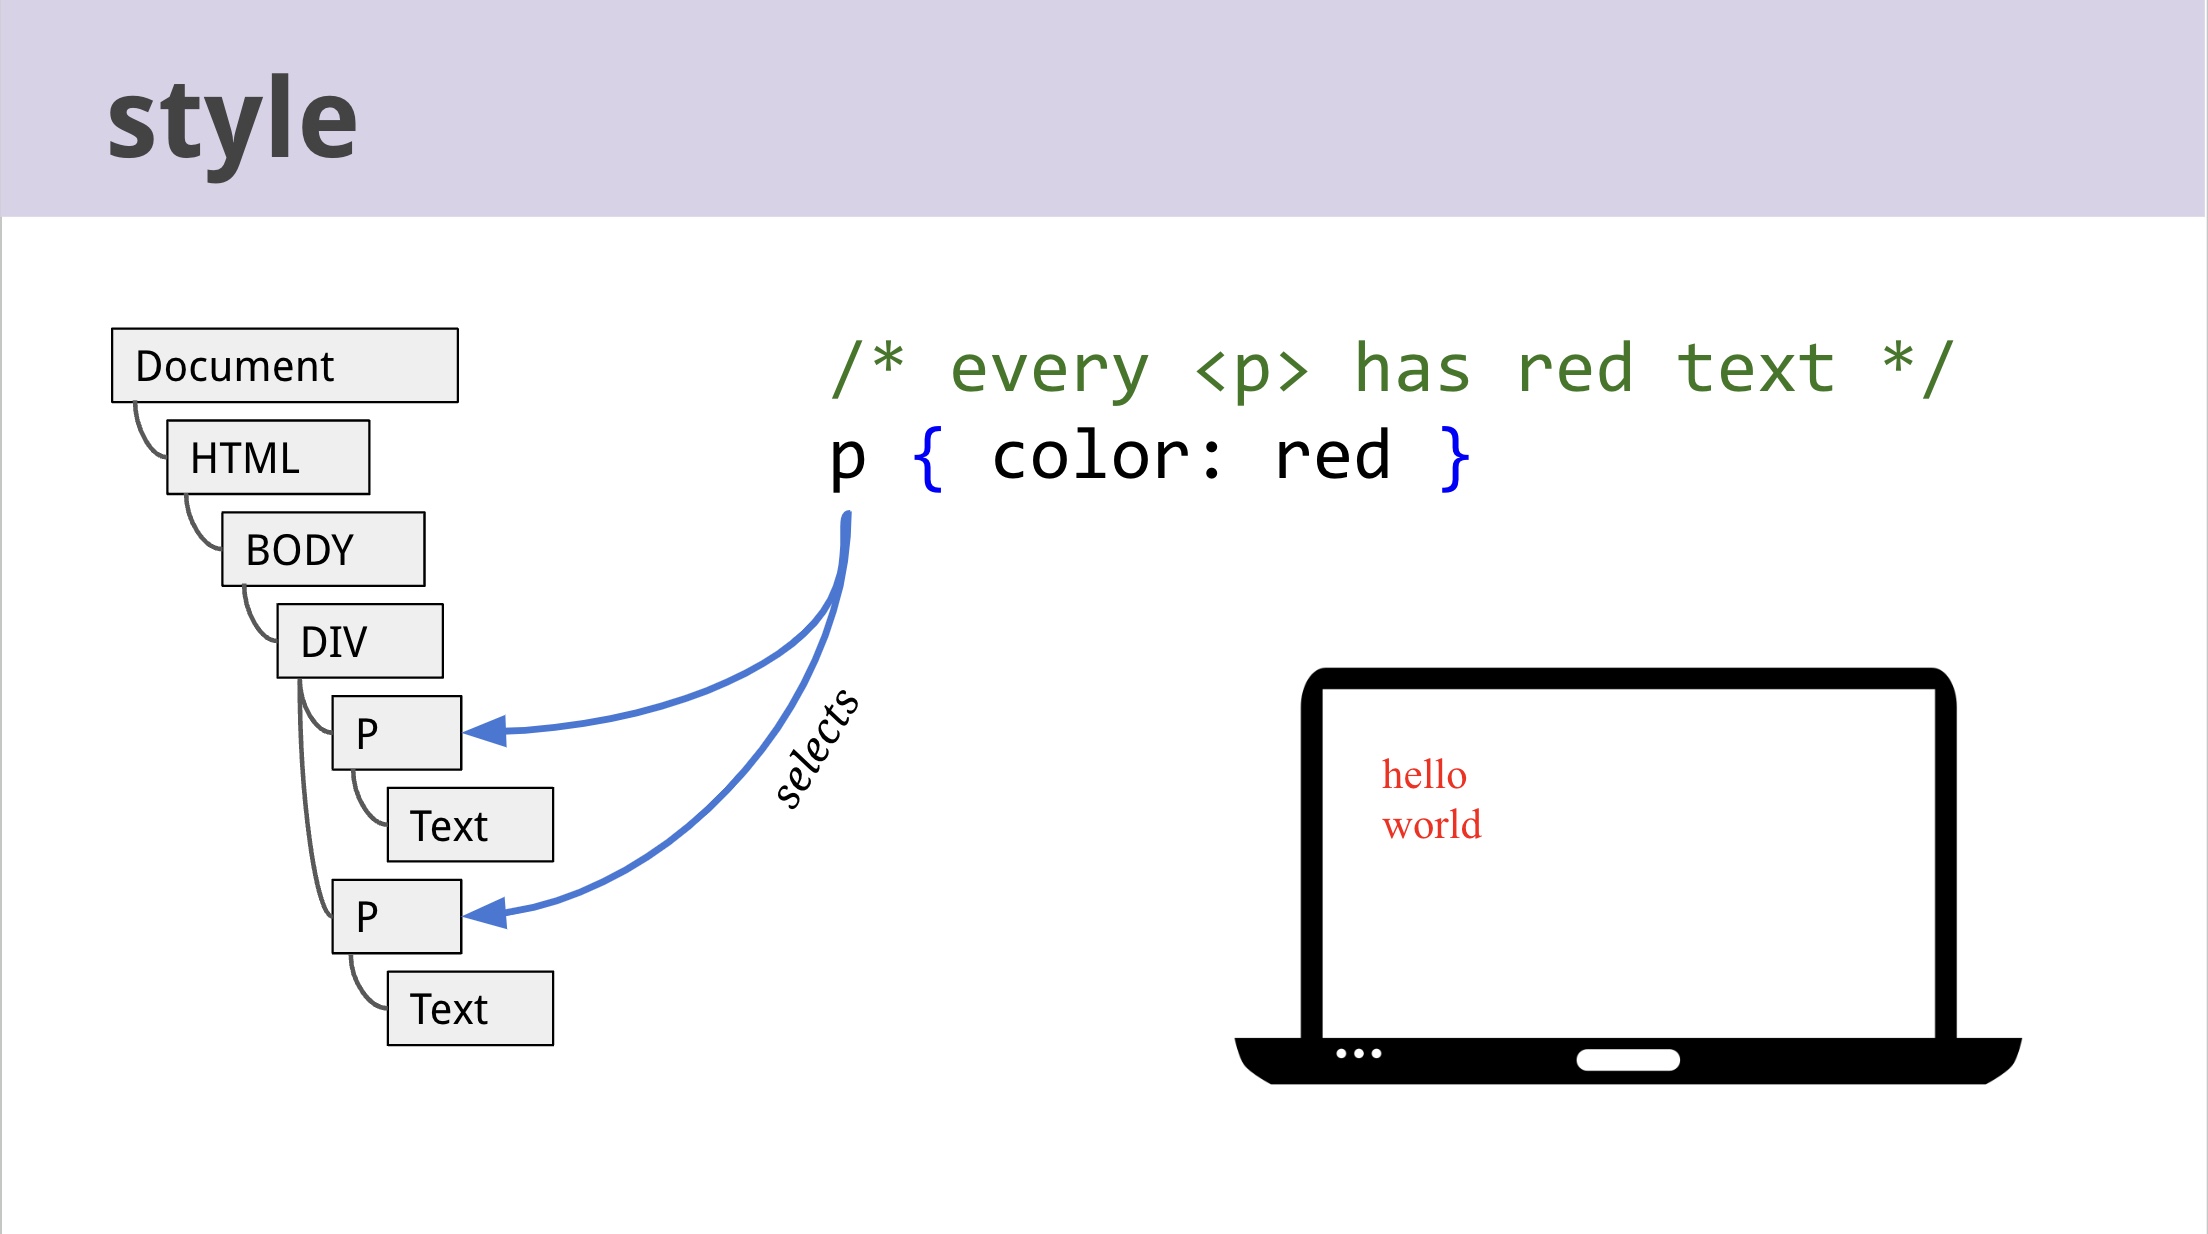 style
Document
HTML
BODY
DIV
P
Text
P
Text
/* every <p> has red text */
p { color: red }
selects
hello
world